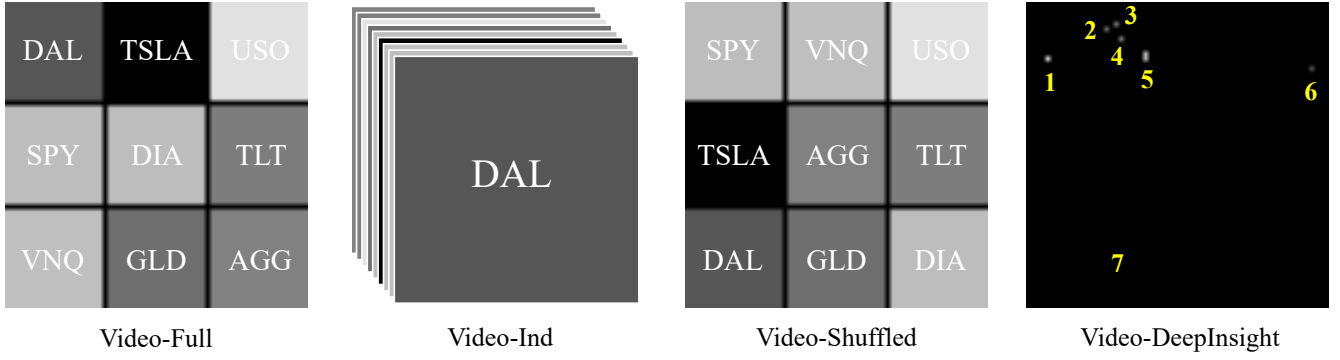 DAL TSLA USO
SPY DIA TLT
VNQ GLD AGG
Video-Full
DAL
Video-Ind
SPY VNQ USO
TSLA AGG TLT
DAL GLD DIA
Video-Shuffled
1
2
3
4
5
6
7
Video-DeepInsight